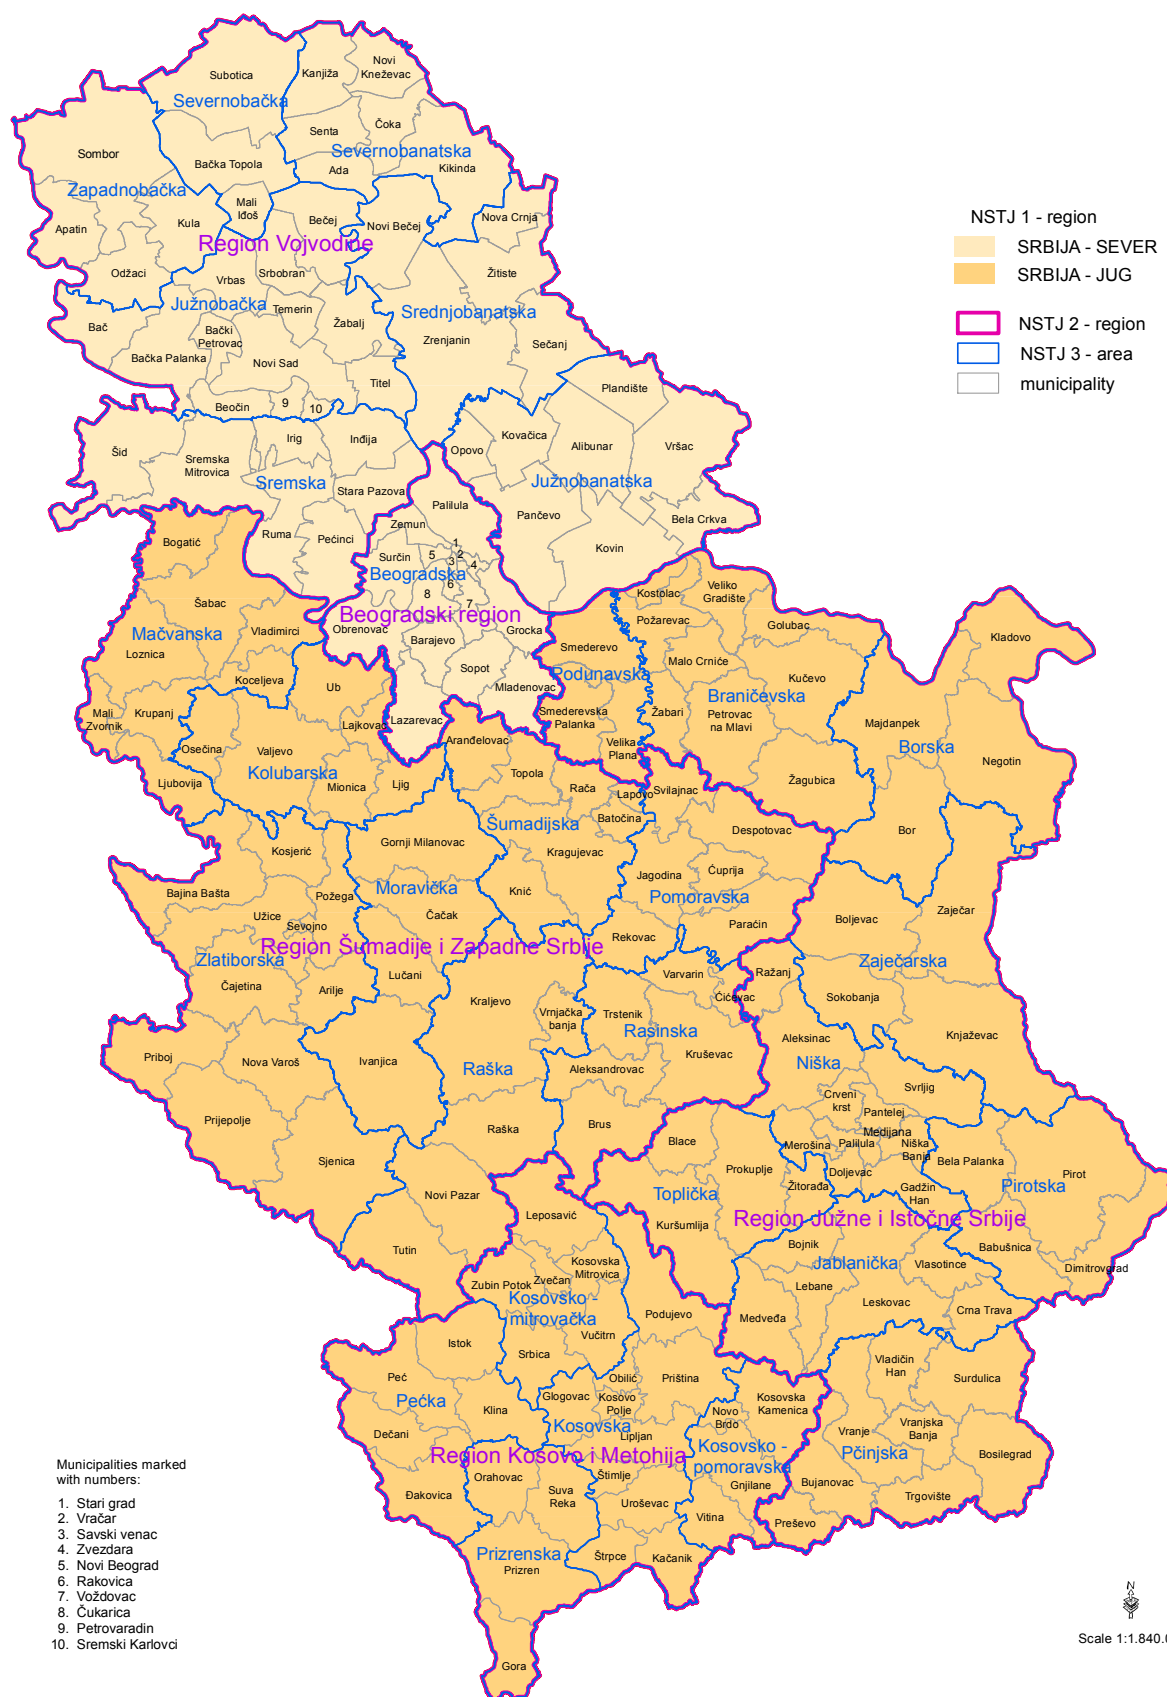 Novi
Kneževac
Subotica
Kanjiža
Severnobačka
Čoka
Senta
Sombor
Severnobanatska
Bačka Topola
Ada
Kikinda
Zapadnobačka
Mali
Iđoš
Nova Crnja
Apatin
Kula
Bečej
Novi Bečej
Region Vojvodine
Odžaci
Vrbas
Srbobran
Žitište
Južnobačka
Temerin
Srednjobanatska
Bač
Bački
Petrovac
Žabalj
Zrenjanin
Sečanj
Bačka Palanka
Novi Sad
Titel
Plandište
Beočin
9
10
Šid
Irig
Inđija
Kovačica
Opovo
Alibunar
Vršac
Sremska
Mitrovica
Sremska
Stara Pazova
Južnobanatska
Palilula
Pančevo
Bela Crkva
Zemun
Ruma
Pećinci
Kovin
Bogatić
Surčin
1
2
3
4
5
6
7
8
Beogradska
Beogradski region
Kostolac
Veliko
Gradište
Šabac
Požarevac
Golubac
Mačvanska
Vladimirci
Obrenovac
Barajevo
Grocka
Smederevo
Kladovo
Loznica
Malo Crniće
Koceljeva
Ub
Sopot
Podunavska
Kučevo
Mladenovac
Braničevska
Mali
Zvornik
Krupanj
Lajkovac
Lazarevac
Smederevska
Palanka
Žabari
Petrovac
na Mlavi
Majdanpek
Osečina
Valjevo
Aranđelovac
Velika
Plana
Borska
Negotin
Kolubarska
Ljubovija
Mionica
Ljig
Topola
Rača
Lapovo
Svilajnac
Žagubica
Šumadijska
Batočina
Despotovac
Bor
Kosjerić
Gornji Milanovac
Kragujevac
Bajina Bašta
Požega
Moravička
Knić
Jagodina
Ćuprija
Pomoravska
Užice
Sevojno
Čačak
Paraćin
Boljevac
Zaječar
Region Šumadije i Zapadne Srbije
Rekovac
Zlatiborska
Zaječarska
Čajetina
Arilje
Lučani
Varvarin
Ražanj
Kraljevo
Vrnjačka
banja
Trstenik
Ćićevac
Sokobanja
Rasinska
Aleksinac
Knjaževac
Priboj
Nova Varoš
Ivanjica
Raška
Aleksandrovac
Kruševac
Niška
Svrljig
Prijepolje
Raška
Brus
Crveni
krst
Pantelej
Blace
Medijana
Merošina
Palilula
Niška
Banja
Sjenica
Prokuplje
Doljevac
Bela Palanka
Pirot
Novi Pazar
Toplička
Žitorađa
Gadžin
Han
Pirotska
Leposavić
Kuršumlija
Region Južne i Istočne Srbije
Tutin
Bojnik
Babušnica
Kosovska
Mitrovica
Jablanička
Vlasotince
Dimitrovgrad
Zubin Potok
Zvečan
Lebane
Kosovsko -
mitrovačka
Podujevo
Medveđa
Leskovac
Crna Trava
Vučitrn
Istok
Srbica
Vladičin
Han
Surdulica
Peć
Obilić
Priština
Pećka
Klina
Glogovac
Kosovo
Polje
Kosovska
Kamenica
Novo
Brdo
Dečani
Kosovska
Lipljan
Vranje
Vranjska
Banja
Region Kosovo i Metohija
Kosovsko -
pomoravska
Pčinjska
Bosilegrad
Orahovac
Štimlje
Gnjilane
Bujanovac
Đakovica
Suva
Reka
Uroševac
Vitina
Trgovište
Preševo
Prizrenska
Štrpce
Kačanik
Prizren
Gora
NSTJ 1 - region
SRBIJA - SEVER
SRBIJA - JUG
NSTJ 2 - region
NSTJ 3 - area
municipality
Municipalities marked
with numbers:
1. Stari grad
2. Vračar
3. Savski venac
4. Zvezdara
5. Novi Beograd
6. Rakovica
7. Voždovac
8. Čukarica
9. Petrovaradin
10. Sremski Karlovci
N
Scale 1:1.840.0